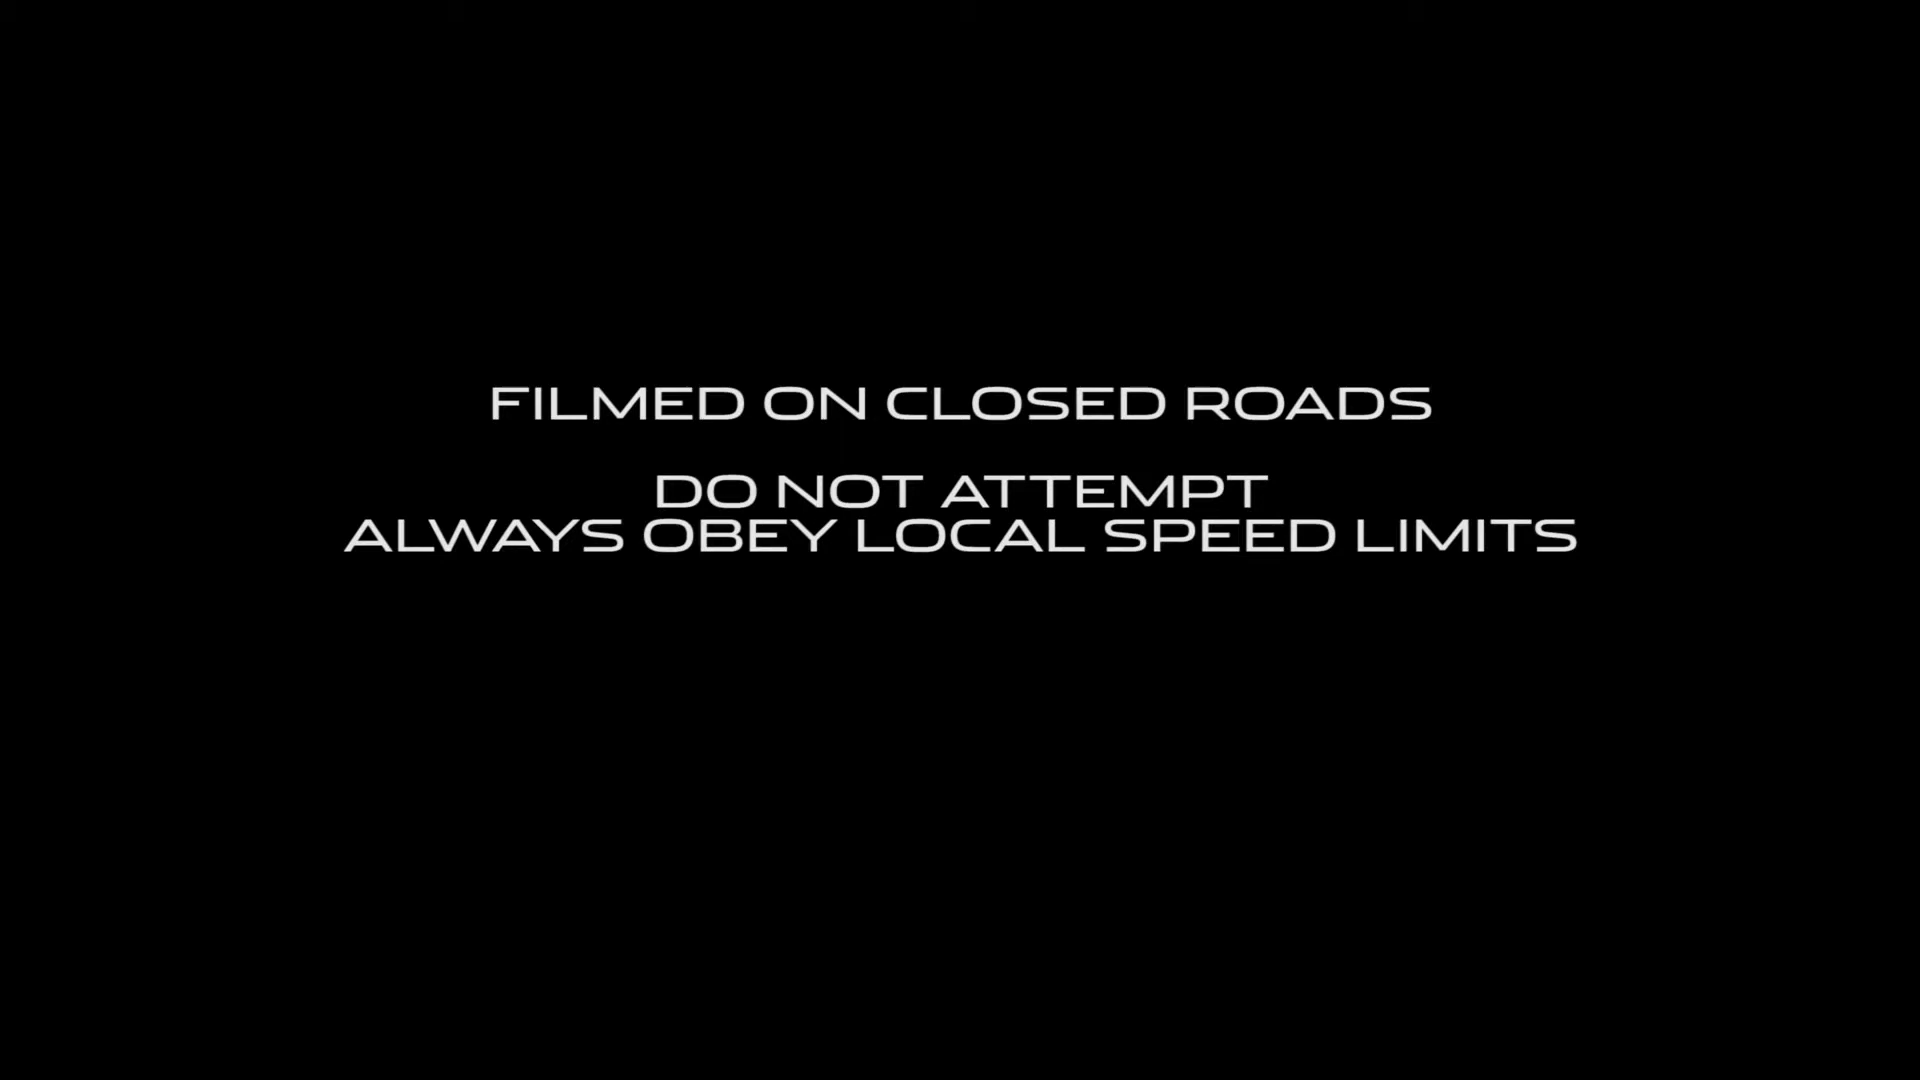 FILMED ON CLOSED ROADS
DO NOT ATTEMPT
ALWAYS OBEY LOCAL SPEED LIMITS